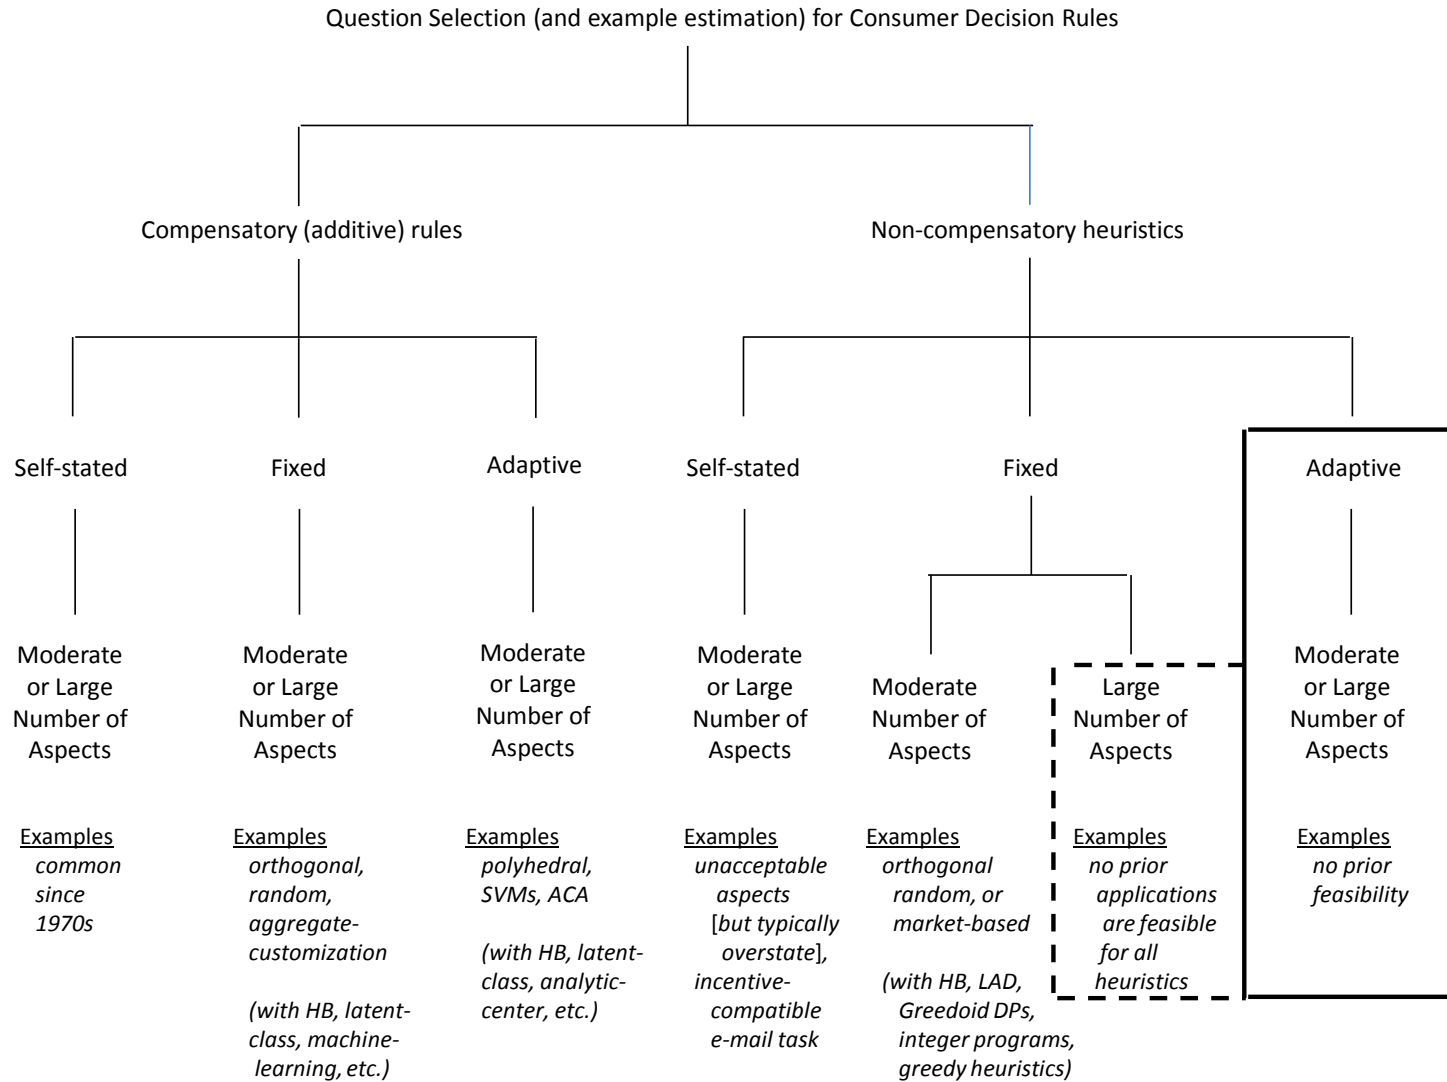 Question Selection (and example estimation) for Consumer Decision Rules
Compensatory (additive) rules
Non-compensatory heuristics
Self-stated
Fixed
Adaptive
Self-stated
Fixed
Adaptive
Moderate
or Large
Number of
Aspects
Moderate
or Large
Number of
Aspects
Moderate
or Large
Number of
Aspects
Moderate
or Large
Number of
Aspects
Moderate
Number of
Aspects
Large
Number of
Aspects
Moderate
or Large
Number of
Aspects
Examples
common
since
1970s
Examples
orthogonal,
random,
aggregate-
customization
(with HB, latent-
class, machine-
learning, etc.)
Examples
polyhedral,
SVMs, ACA
(with HB, latent-
class, analytic-
center, etc.)
Examples
unacceptable
aspects
[but typically
overstate],
incentive-
compatible
e-mail task
Examples
orthogonal
random, or
market-based
(with HB, LAD,
Greedoid DPs,
integer programs,
greedy heuristics)
Examples
no prior
applications
are feasible
for all
heuristics
Examples
no prior
feasibility